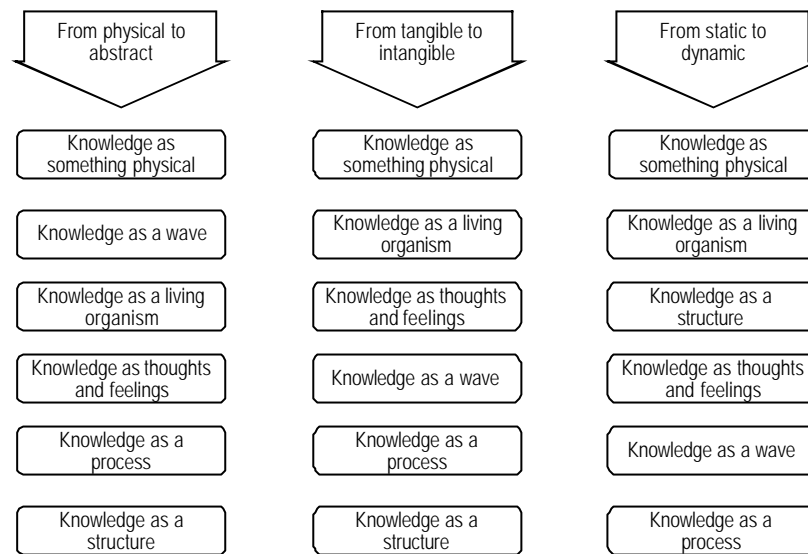 From physical to
abstract
Knowledge as
something physical
Knowledge as a wave
Knowledge as a living
organism
Knowledge as thoughts
and feelings
Knowledge as a
process
Knowledge as a
structure
From tangible to
intangible
Knowledge as
something physical
Knowledge as a living
organism
Knowledge as thoughts
and feelings
Knowledge as a wave
Knowledge as a
process
Knowledge as a
structure
From static to
dynamic
Knowledge as
something physical
Knowledge as a living
organism
Knowledge as a
structure
Knowledge as thoughts
and feelings
Knowledge as a wave
Knowledge as a
process